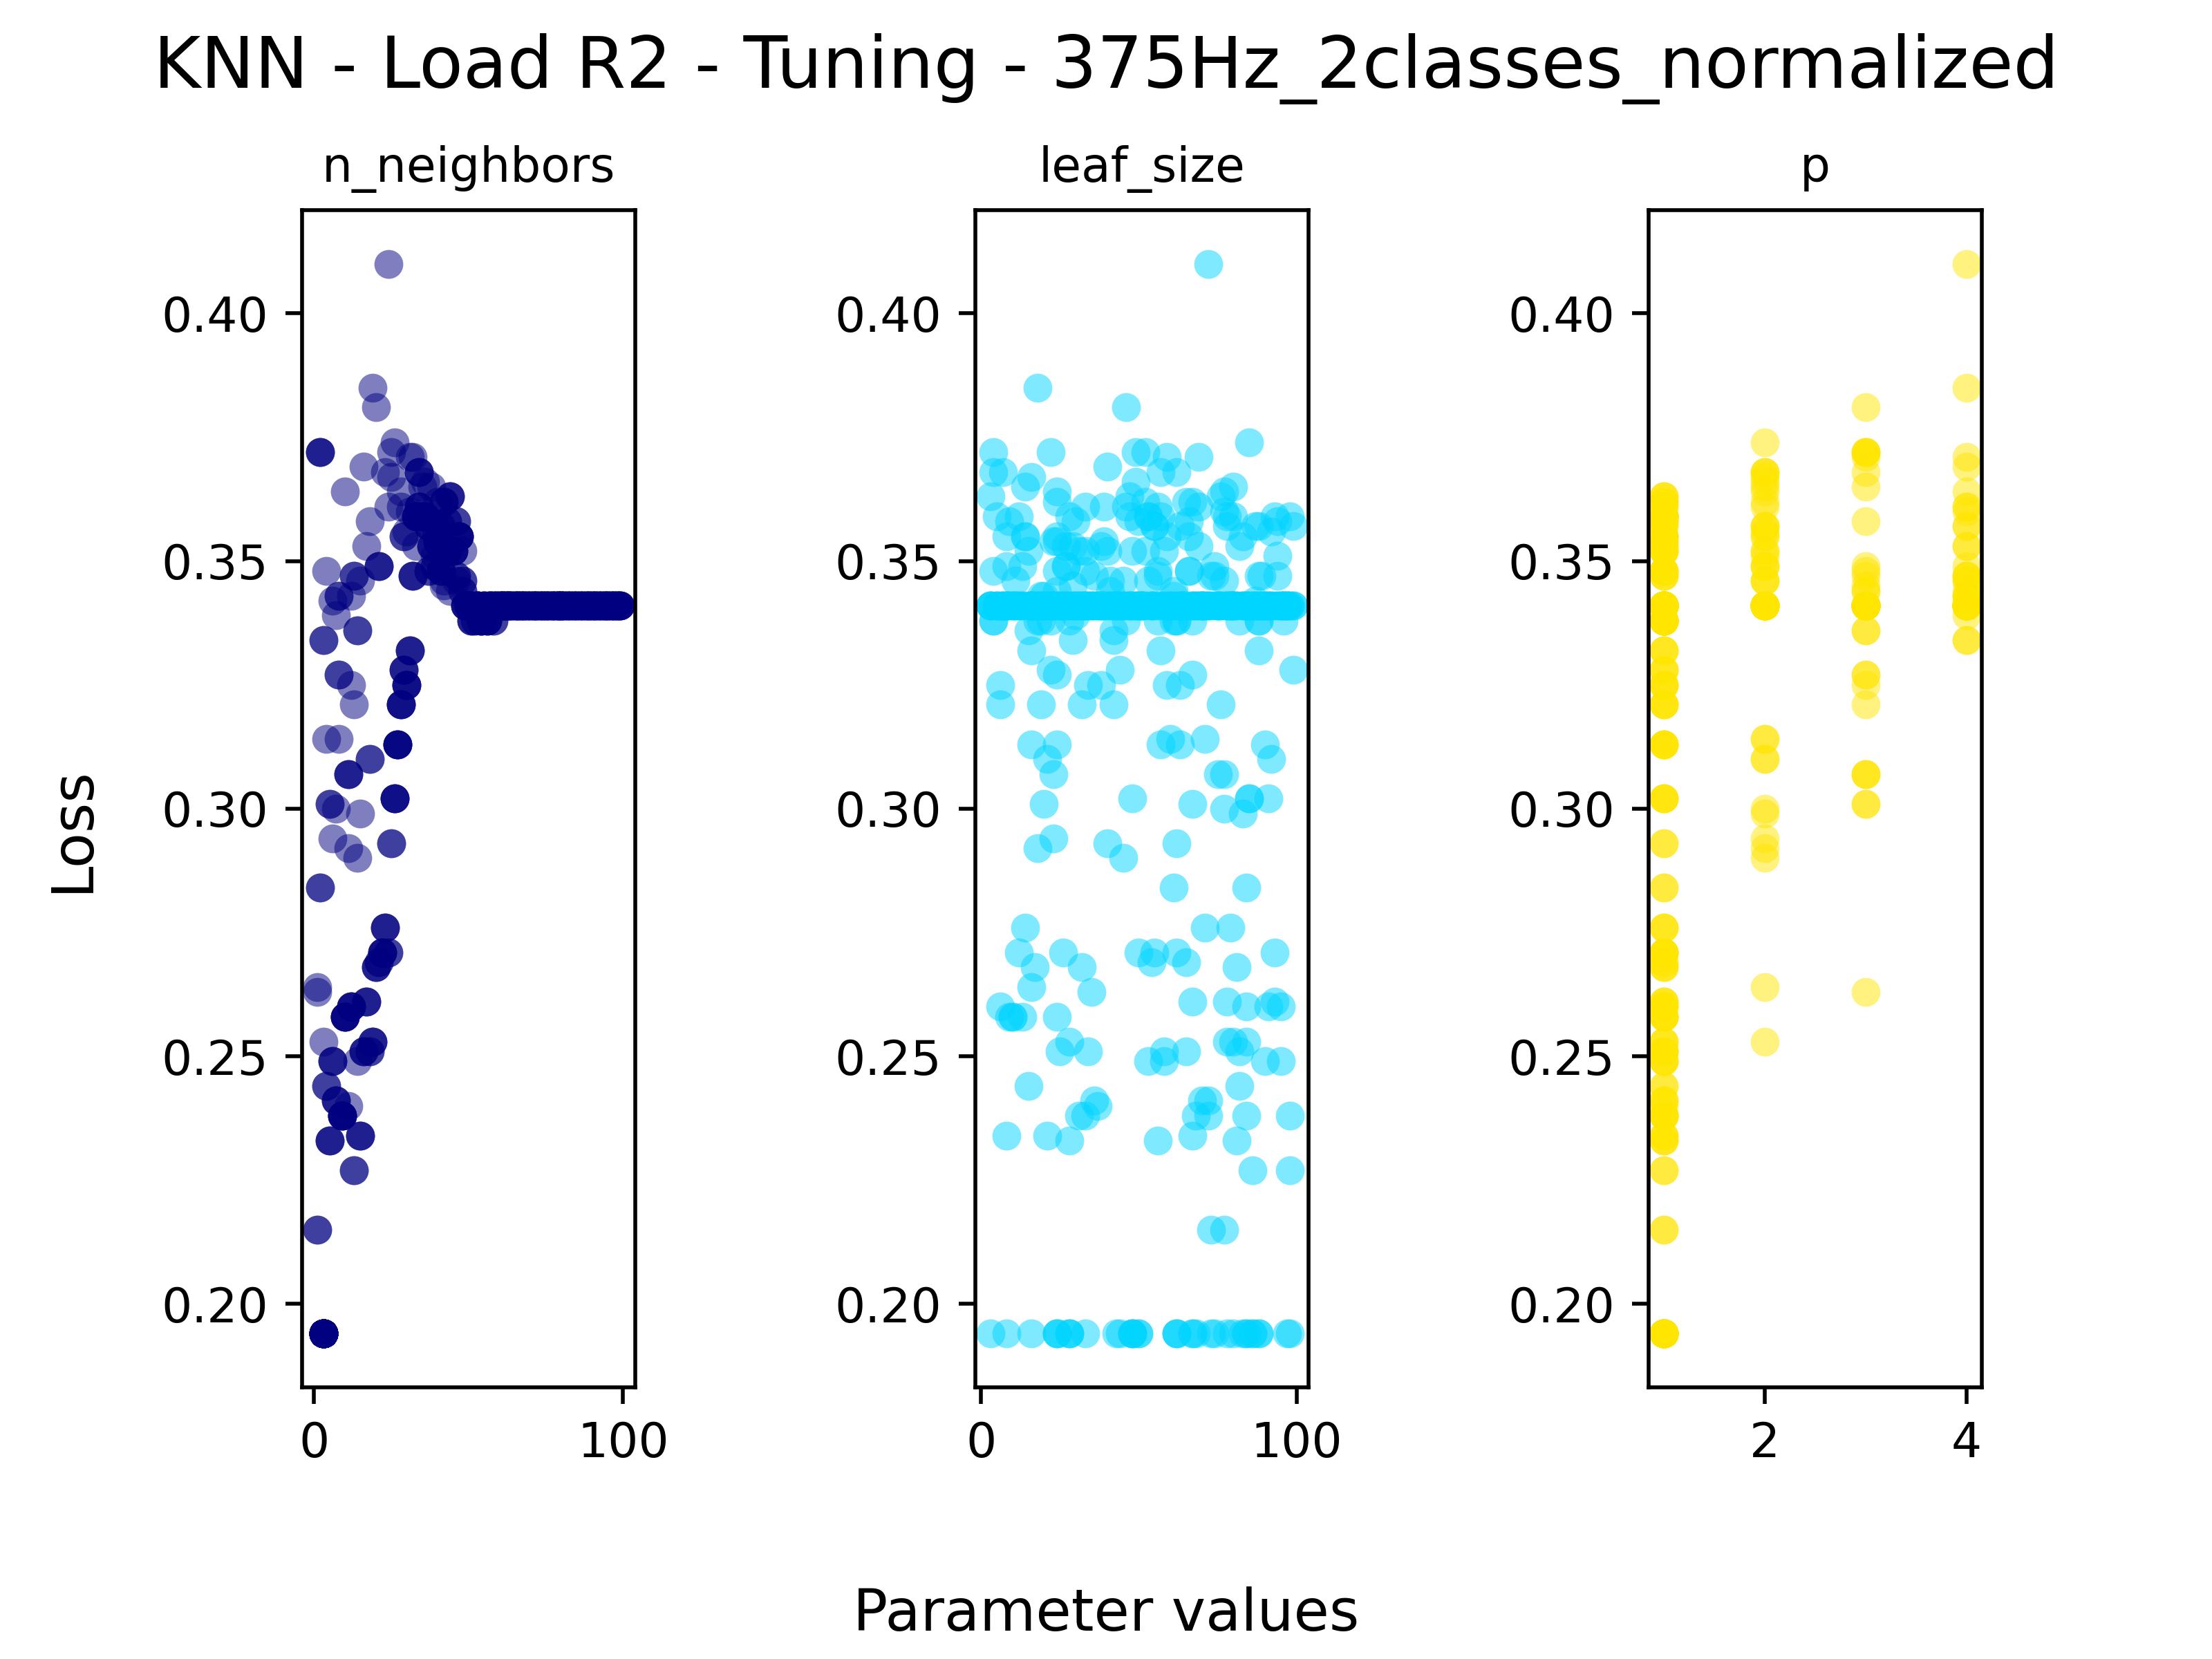 KNN - Load R2 - Tuning - 375Hz_2classes_normalized
n_neighbors leaf_size p
0.40 0.40 0.40
0.35 0.35 0.35
0.30 0.30 0.30
0.25 0.25 0.25
0.20 0.20 0.20
Loss
0 100 0 100 2 4
Parameter values